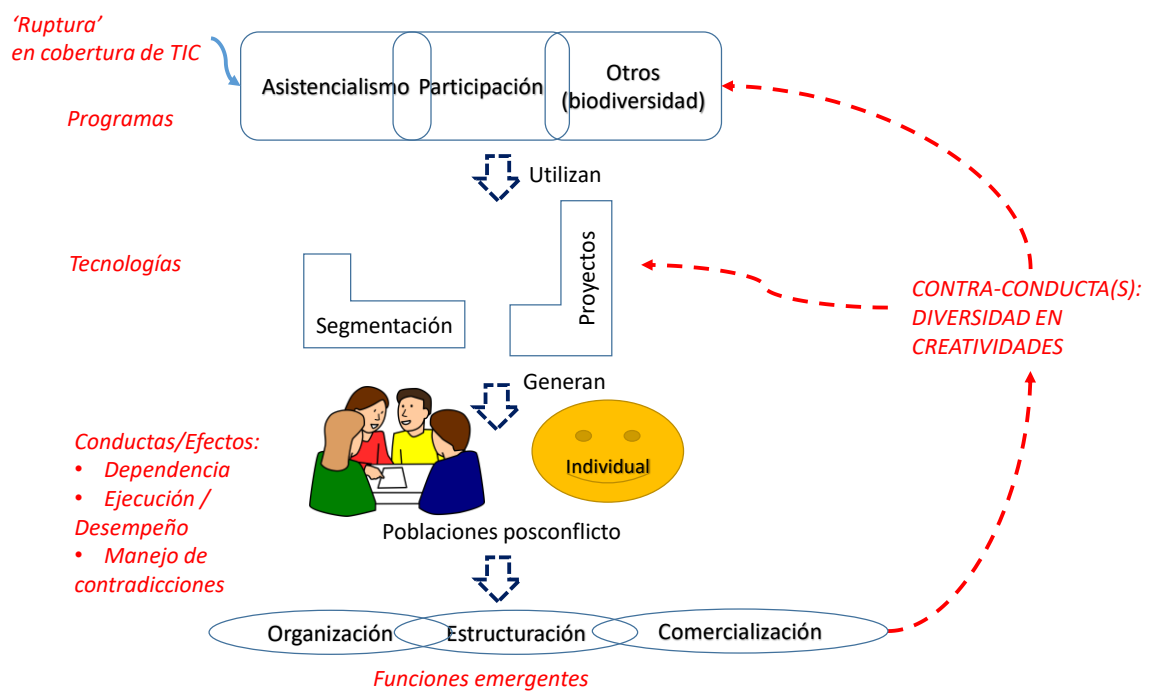 ‘Ruptura’
en cobertura de TIC
Asistencialismo
Participación
Otros
(biodiversidad)
Programas
Utilizan
Tecnologías
Segmentación
Proyectos
CONTRA-CONDUCTA(S):
DIVERSIDAD EN
CREATIVIDADES
Generan
Conductas/Efectos:
• Dependencia
• Ejecución /
Desempeño
• Manejo de
contradicciones
Individual
Poblaciones posconflicto
Organización
Estructuración
Comercialización
Funciones emergentes